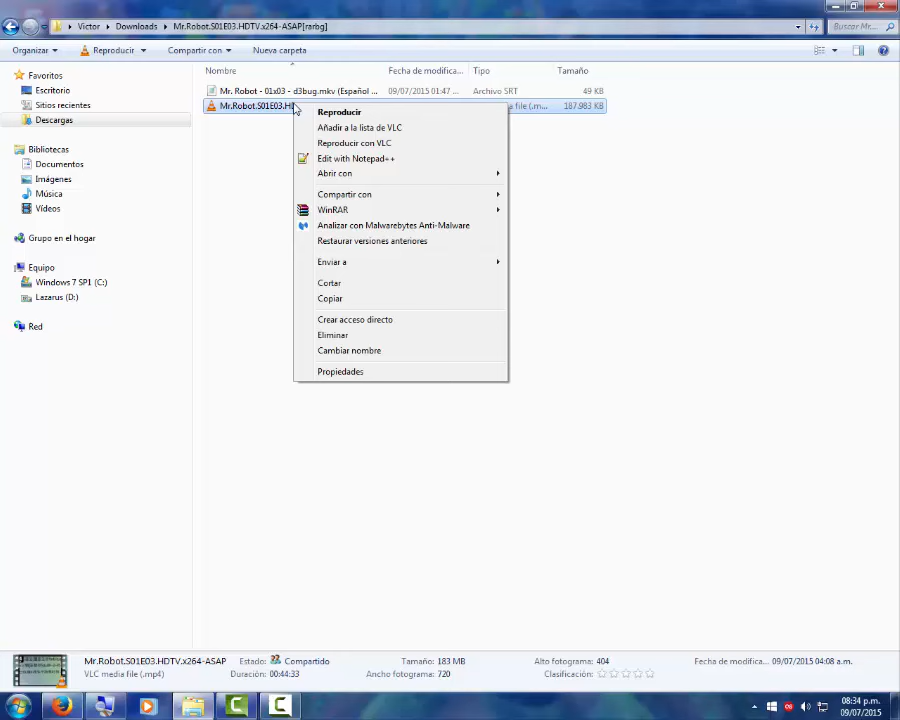 Victor ▸ Downloads ▸ Mr.Robot.S01E03.HDTV.x264-ASAP[rarbg]
Buscar Mr....
Organizar Reproducir Compartir con Nueva carpeta
Nombre Fecha de modifica... Tipo Tamaño
Favoritos
Escritorio
Sitios recientes
Descargas
Bibliotecas
Documentos
Imágenes
Música
Vídeos
Grupo en el hogar
Equipo
Windows 7 SP1 (C:)
Lazarus (D:)
Red
Mr. Robot - 01x03 - d3bug.mkv (Español ... 09/07/2015 01:47 ... Archivo SRT 49 KB
Mr.Robot.S01E03.HD a file (.m... 187.983 KB
Reproducir
Añadir a la lista de VLC
Reproducir con VLC
Edit with Notepad++
Abrir con
Compartir con
WinRAR
Analizar con Malwarebytes Anti-Malware
Restaurar versiones anteriores
Enviar a
Cortar
Copiar
Crear acceso directo
Eliminar
Cambiar nombre
Propiedades
Mr.Robot.S01E03.HDTV.x264-ASAP Estado: Compartido Tamaño: 183 MB Alto fotograma: 404 Fecha de modifica... 09/07/2015 04:08 a.m.
VLC media file (.mp4) Duración: 00:44:33 Ancho fotograma: 720 Clasificación:
08:34 p.m.
09/07/2015